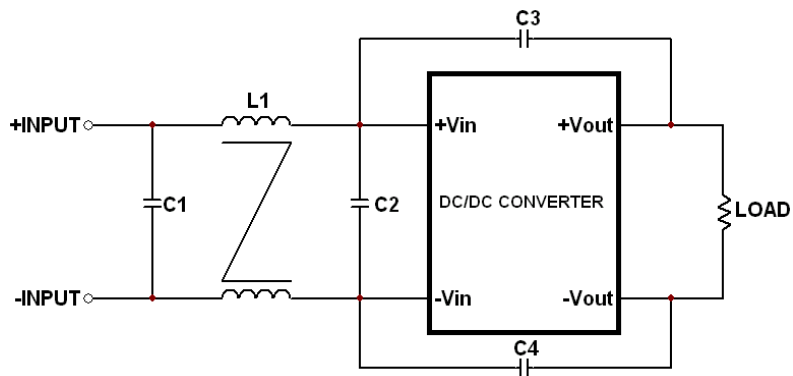 C3
L1
+INPUT
+Vin
+Vout
C1
C2
DC/DC CONVERTER
LOAD
-INPUT
-Vin
-Vout
C4